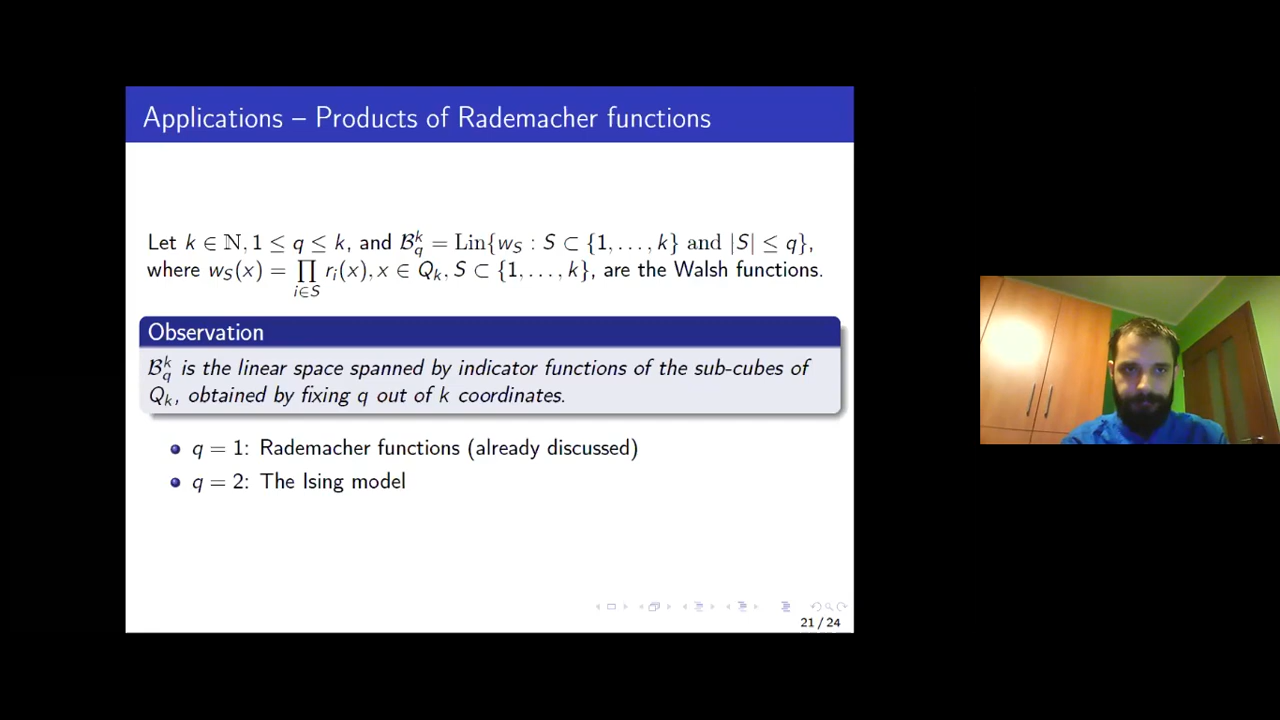 Applications – Products of Rademacher functions
Let k ∈ ℕ, 1 ≤ q ≤ k, and ℬ_q^k = Lin{w_S : S ⊂ {1, . . . , k} and |S| ≤ q},
where w_S(x) = ∏_{i∈S} r_i(x), x ∈ Q_k, S ⊂ {1, . . . , k}, are the Walsh functions.
Observation
ℬ_q^k is the linear space spanned by indicator functions of the sub-cubes of
Q_k, obtained by fixing q out of k coordinates.
q = 1: Rademacher functions (already discussed)
q = 2: The Ising model
21 / 24